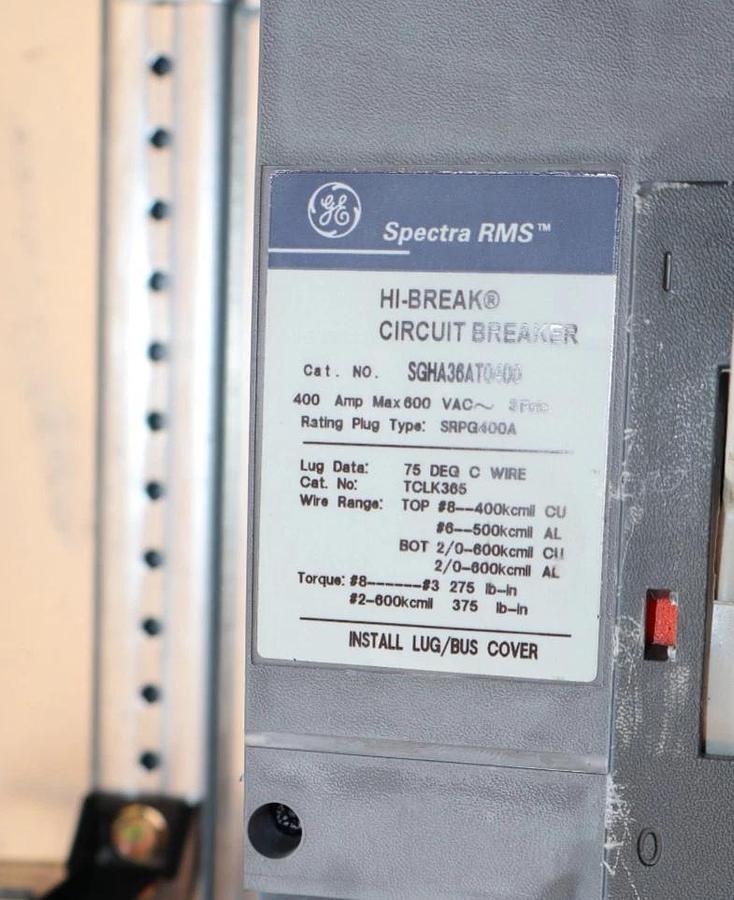 GE
Spectra RMS™
HI-BREAK®
CIRCUIT BREAKER
Cat. NO. SGHA36AT0400
400 Amp Max 600 VAC~ 3 Pole
Rating Plug Type: SRPG400A
Lug Data: 75 DEG C WIRE
Cat. No: TCLK365
Wire Range: TOP #8--400kcmil CU
#6--500kcmil AL
BOT 2/0-600kcmil CU
2/0-600kcmil AL
Torque: #8------#3 275 lb-in
#2-600kcmil 375 lb-in
INSTALL LUG/BUS COVER
I
O